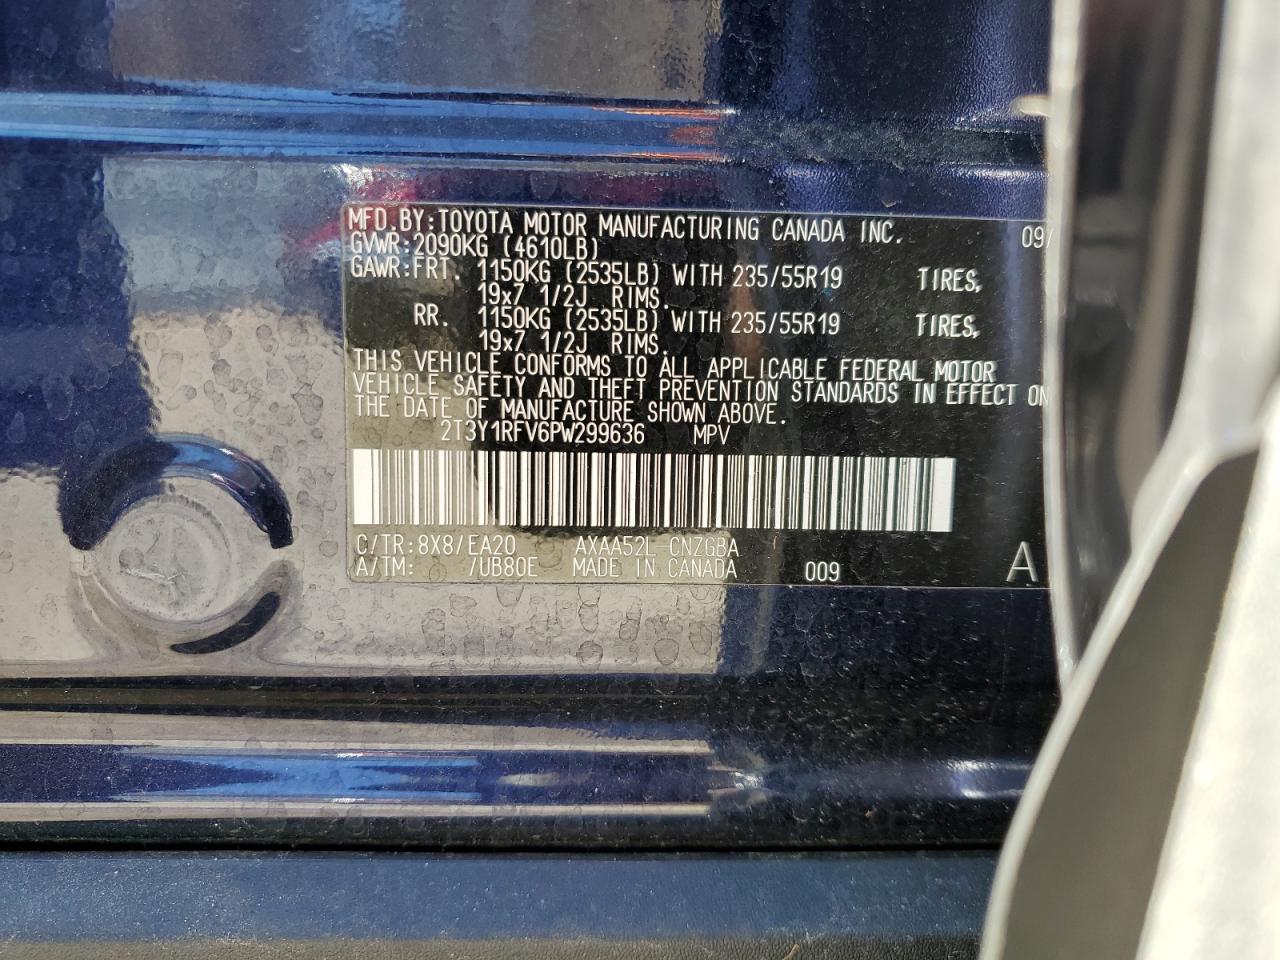 MFD.BY:TOYOTA MOTOR MANUFACTURING CANADA INC. 09/
GVWR:2090KG (4610LB)
GAWR:FRT. 1150KG (2535LB) WITH 235/55R19 TIRES,
19x7 1/2J RIMS.
RR. 1150KG (2535LB) WITH 235/55R19 TIRES,
19x7 1/2J RIMS.
THIS VEHICLE CONFORMS TO ALL APPLICABLE FEDERAL MOTOR
VEHICLE SAFETY AND THEFT PREVENTION STANDARDS IN EFFECT ON
THE DATE OF MANUFACTURE SHOWN ABOVE.
2T3Y1RFV6PW299636 MPV
C/TR:8X8/EA20 AXAA52L-CNZGBA
A/TM: /UB80E MADE IN CANADA 009 A